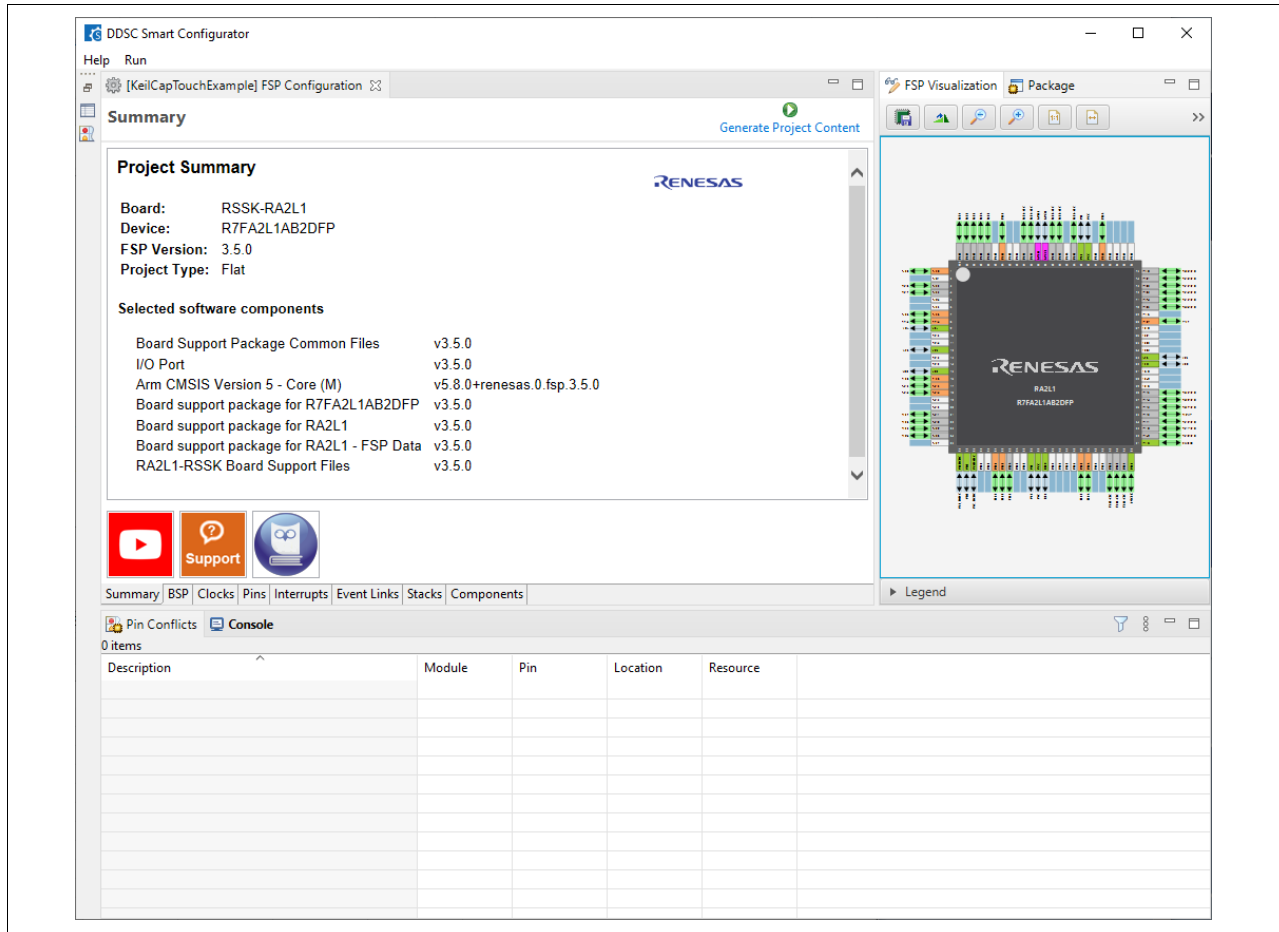 DDSC Smart Configurator
Help Run
[KeilCapTouchExample] FSP Configuration
Summary
Generate Project Content
Project Summary
RENESAS
Board: RSSK-RA2L1
Device: R7FA2L1AB2DFP
FSP Version: 3.5.0
Project Type: Flat
Selected software components
Board Support Package Common Files v3.5.0
I/O Port v3.5.0
Arm CMSIS Version 5 - Core (M) v5.8.0+renesas.0.fsp.3.5.0
Board support package for R7FA2L1AB2DFP v3.5.0
Board support package for RA2L1 v3.5.0
Board support package for RA2L1 - FSP Data v3.5.0
RA2L1-RSSK Board Support Files v3.5.0
Support
Summary BSP Clocks Pins Interrupts Event Links Stacks Components
FSP Visualization Package
1:1
>>
RENESAS
RA2L1
R7FA2L1AB2DFP
Legend
Pin Conflicts Console
0 items
Description Module Pin Location Resource